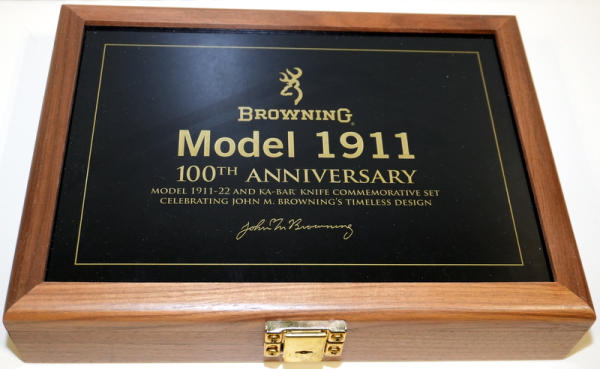 BROWNING
Model 1911
100TH ANNIVERSARY
MODEL 1911-22 AND KA-BAR® KNIFE COMMEMORATIVE SET
CELEBRATING JOHN M. BROWNING'S TIMELESS DESIGN
John M Browning